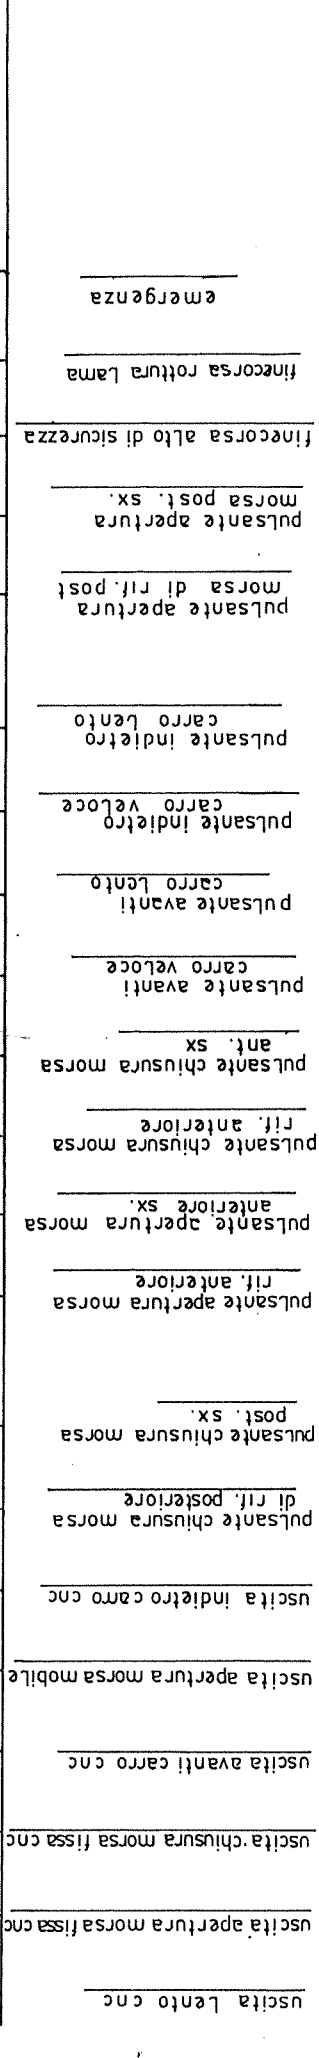 uscita lento cnc
uscita apertura morsa fissa cnc
uscita chiusura morsa fissa cnc
uscita avanti carro cnc
uscita apertura morsa mobile
uscita indietro carro cnc
pulsante chiusura morsa
di rif. posteriore
pulsante chiusura morsa
post. sx.
pulsante apertura morsa
rif. anteriore
pulsante apertura morsa
anteriore sx.
pulsante chiusura morsa
rif. anteriore
pulsante chiusura morsa
ant. sx
pulsante avanti
carro veloce
pulsante avanti
carro lento
pulsante indietro
carro veloce
pulsante indietro
carro lento
pulsante apertura
morsa di rif. post
pulsante apertura
morsa post. sx.
finecorsa alto di sicurezza
finecorsa rottura lama
emergenza